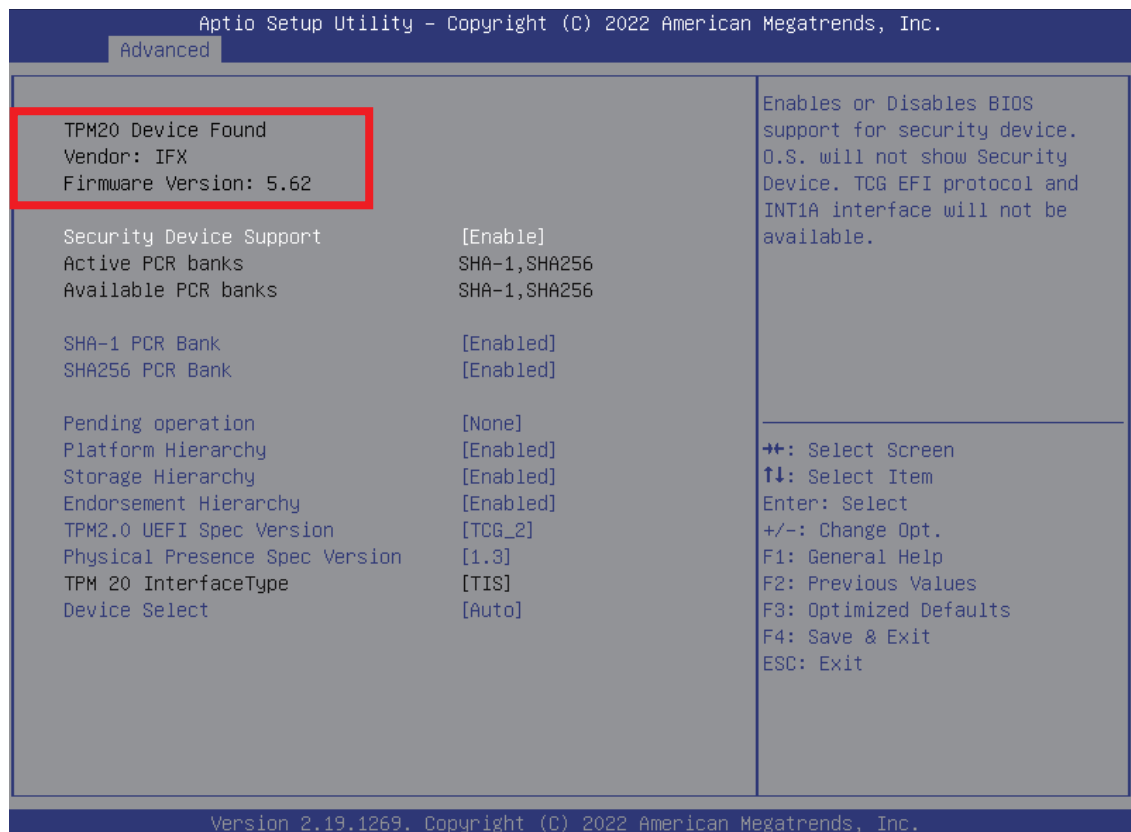 Aptio Setup Utility – Copyright (C) 2022 American Megatrends, Inc.
Advanced
TPM20 Device Found
Vendor: IFX
Firmware Version: 5.62
Security Device Support [Enable]
Active PCR banks SHA-1,SHA256
Available PCR banks SHA-1,SHA256
SHA-1 PCR Bank [Enabled]
SHA256 PCR Bank [Enabled]
Pending operation [None]
Platform Hierarchy [Enabled]
Storage Hierarchy [Enabled]
Endorsement Hierarchy [Enabled]
TPM2.0 UEFI Spec Version [TCG_2]
Physical Presence Spec Version [1.3]
TPM 20 InterfaceType [TIS]
Device Select [Auto]
Enables or Disables BIOS
support for security device.
O.S. will not show Security
Device. TCG EFI protocol and
INT1A interface will not be
available.
→←: Select Screen
↑↓: Select Item
Enter: Select
+/-: Change Opt.
F1: General Help
F2: Previous Values
F3: Optimized Defaults
F4: Save & Exit
ESC: Exit
Version 2.19.1269. Copyright (C) 2022 American Megatrends, Inc.